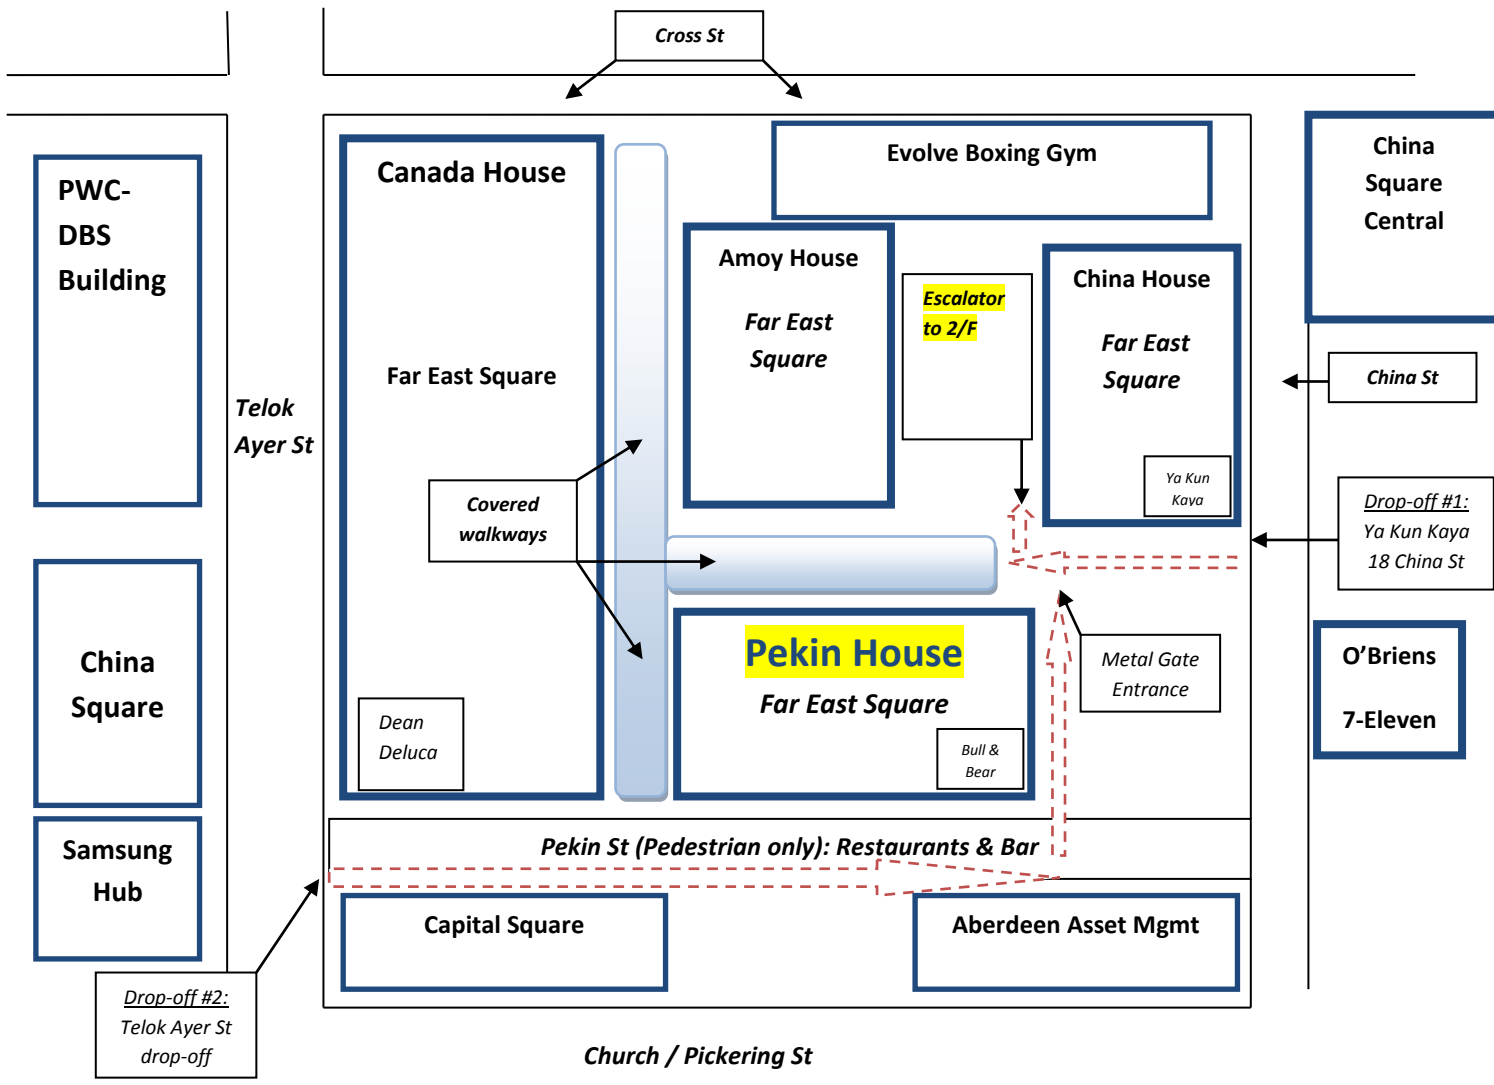 Cross St
PWC-
DBS
Building
Canada House
Far East Square
Evolve Boxing Gym
China
Square
Central
Amoy House
Far East
Square
Escalator
to 2/F
China House
Far East
Square
China St
Telok
Ayer St
Ya Kun
Kaya
Covered
walkways
Drop-off #1:
Ya Kun Kaya
18 China St
China
Square
Dean
Deluca
Pekin House
Far East Square
Bull &
Bear
Metal Gate
Entrance
O’Briens
7-Eleven
Samsung
Hub
Pekin St (Pedestrian only): Restaurants & Bar
Capital Square
Aberdeen Asset Mgmt
Drop-off #2:
Telok Ayer St
drop-off
Church / Pickering St